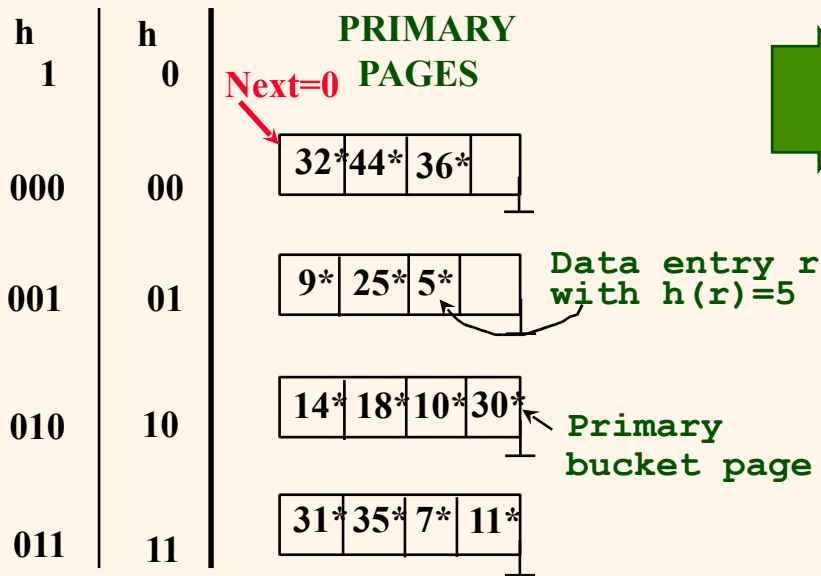 h h PRIMARY
1 0 Next=0 PAGES
000 00 32* 44* 36*
001 01 9* 25* 5* Data entry r
with h(r)=5
010 10 14* 18* 10* 30* Primary
bucket page
011 11 31* 35* 7* 11*